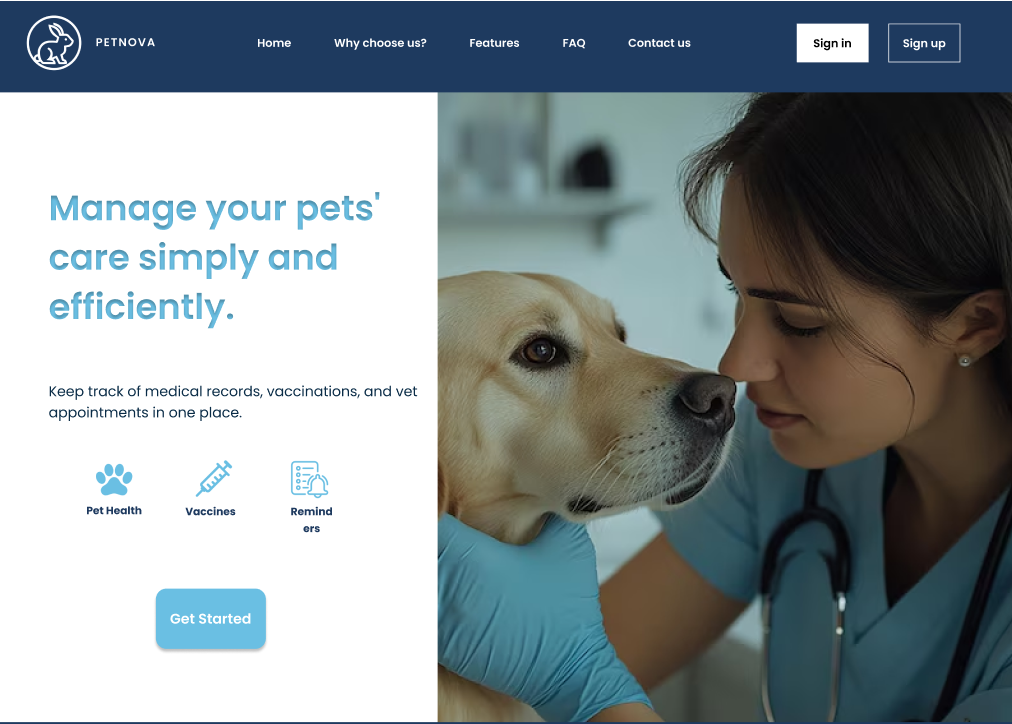 PETNOVA
Home
Why choose us?
Features
FAQ
Contact us
Sign in
Sign up
Manage your pets'
care simply and
efficiently.
Keep track of medical records, vaccinations, and vet
appointments in one place.
Pet Health
Vaccines
Remind
ers
Get Started